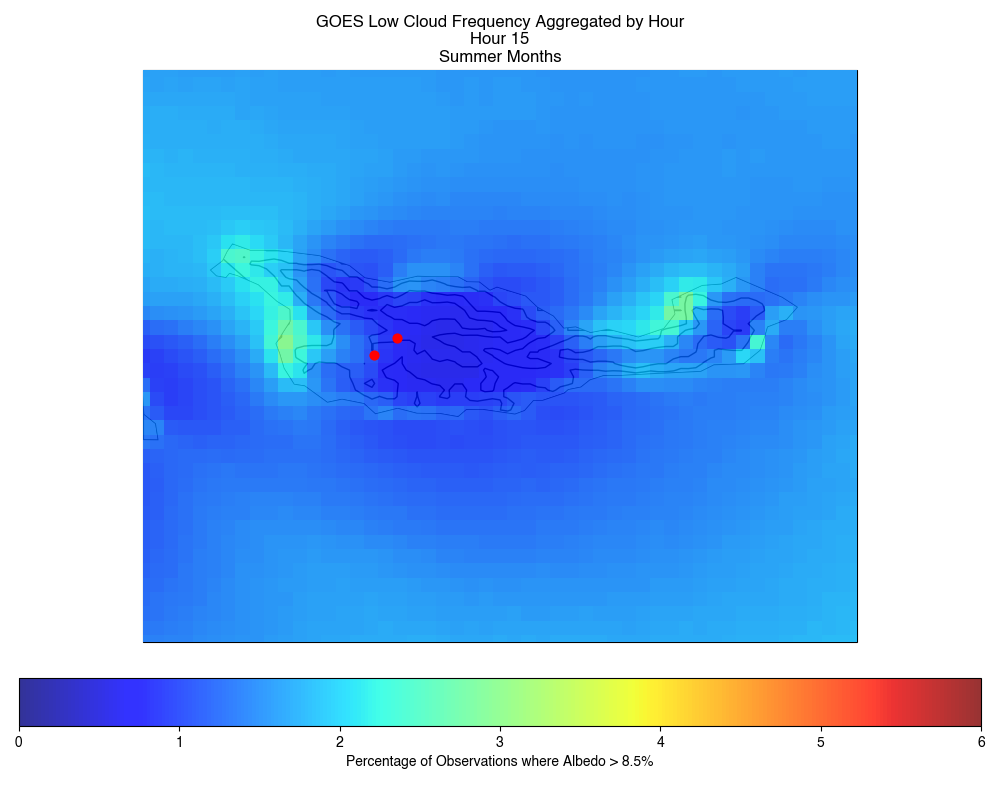 GOES Low Cloud Frequency Aggregated by Hour
Hour 15
Summer Months
0 1 2 3 4 5 6
Percentage of Observations where Albedo > 8.5%